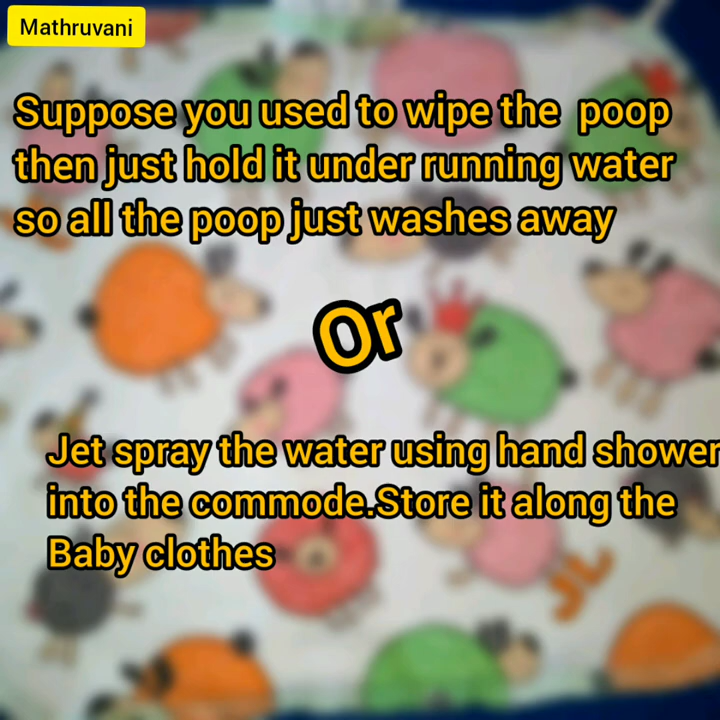 Mathruvani
Suppose you used to wipe the poop
then just hold it under running water
so all the poop just washes away
Or
Jet spray the water using hand shower
into the commode.Store it along the
Baby clothes